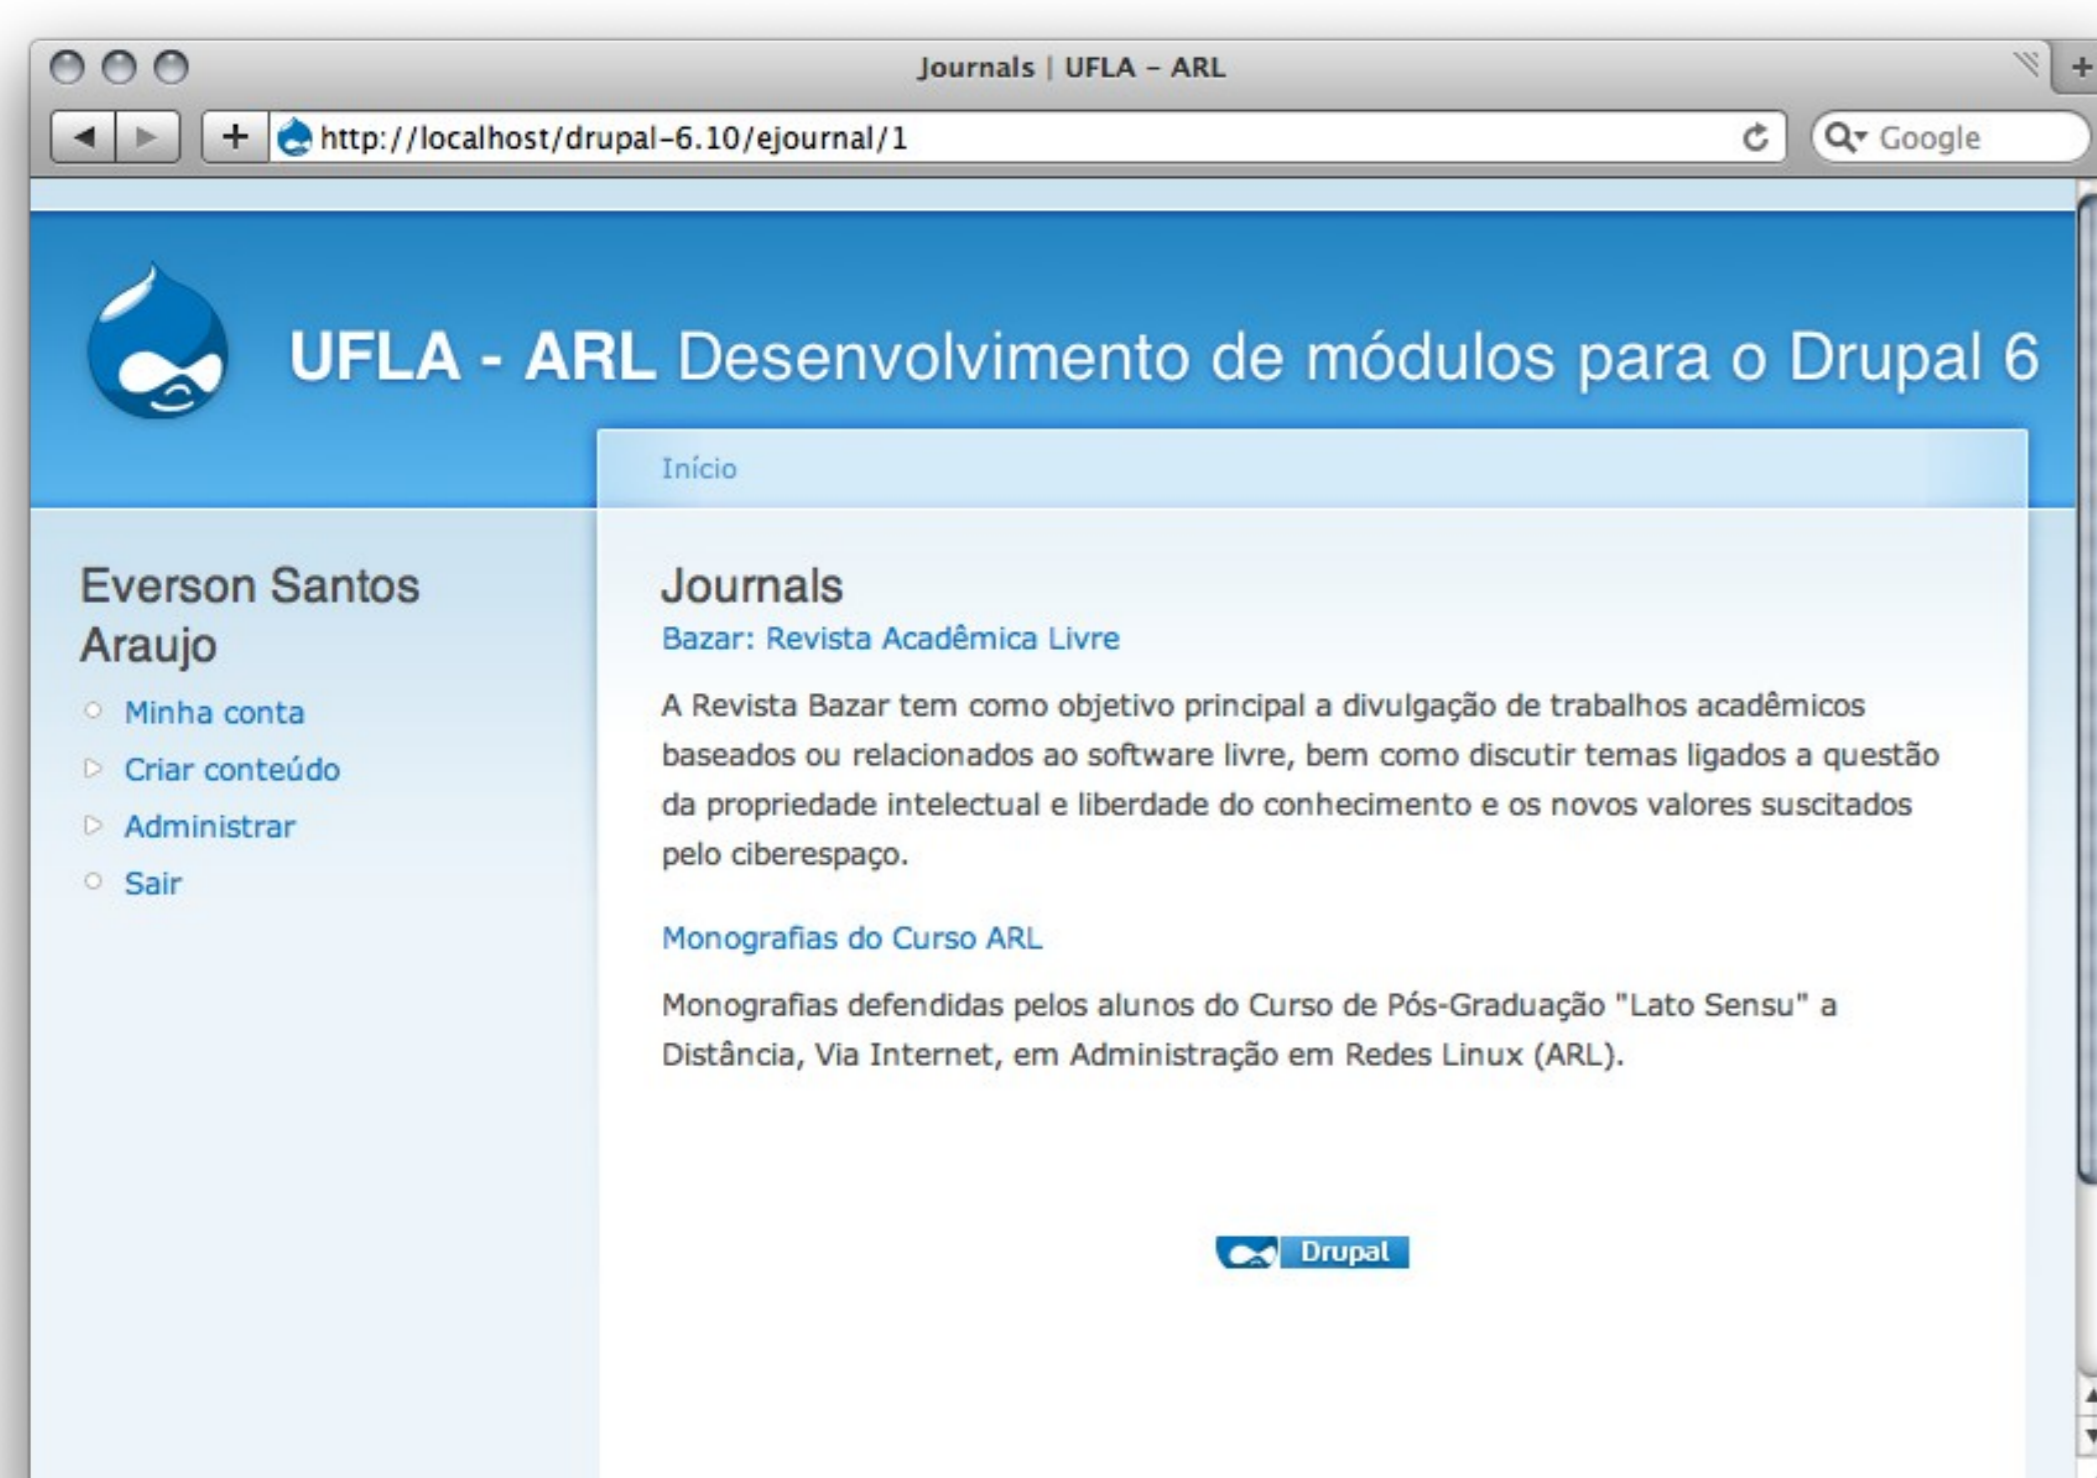 Journals | UFLA – ARL
http://localhost/drupal-6.10/ejournal/1
Google
UFLA - ARL Desenvolvimento de módulos para o Drupal 6
Início
Everson Santos
Araujo
Minha conta
Criar conteúdo
Administrar
Sair
Journals
Bazar: Revista Acadêmica Livre
A Revista Bazar tem como objetivo principal a divulgação de trabalhos acadêmicos
baseados ou relacionados ao software livre, bem como discutir temas ligados a questão
da propriedade intelectual e liberdade do conhecimento e os novos valores suscitados
pelo ciberespaço.
Monografias do Curso ARL
Monografias defendidas pelos alunos do Curso de Pós-Graduação "Lato Sensu" a
Distância, Via Internet, em Administração em Redes Linux (ARL).
Drupal